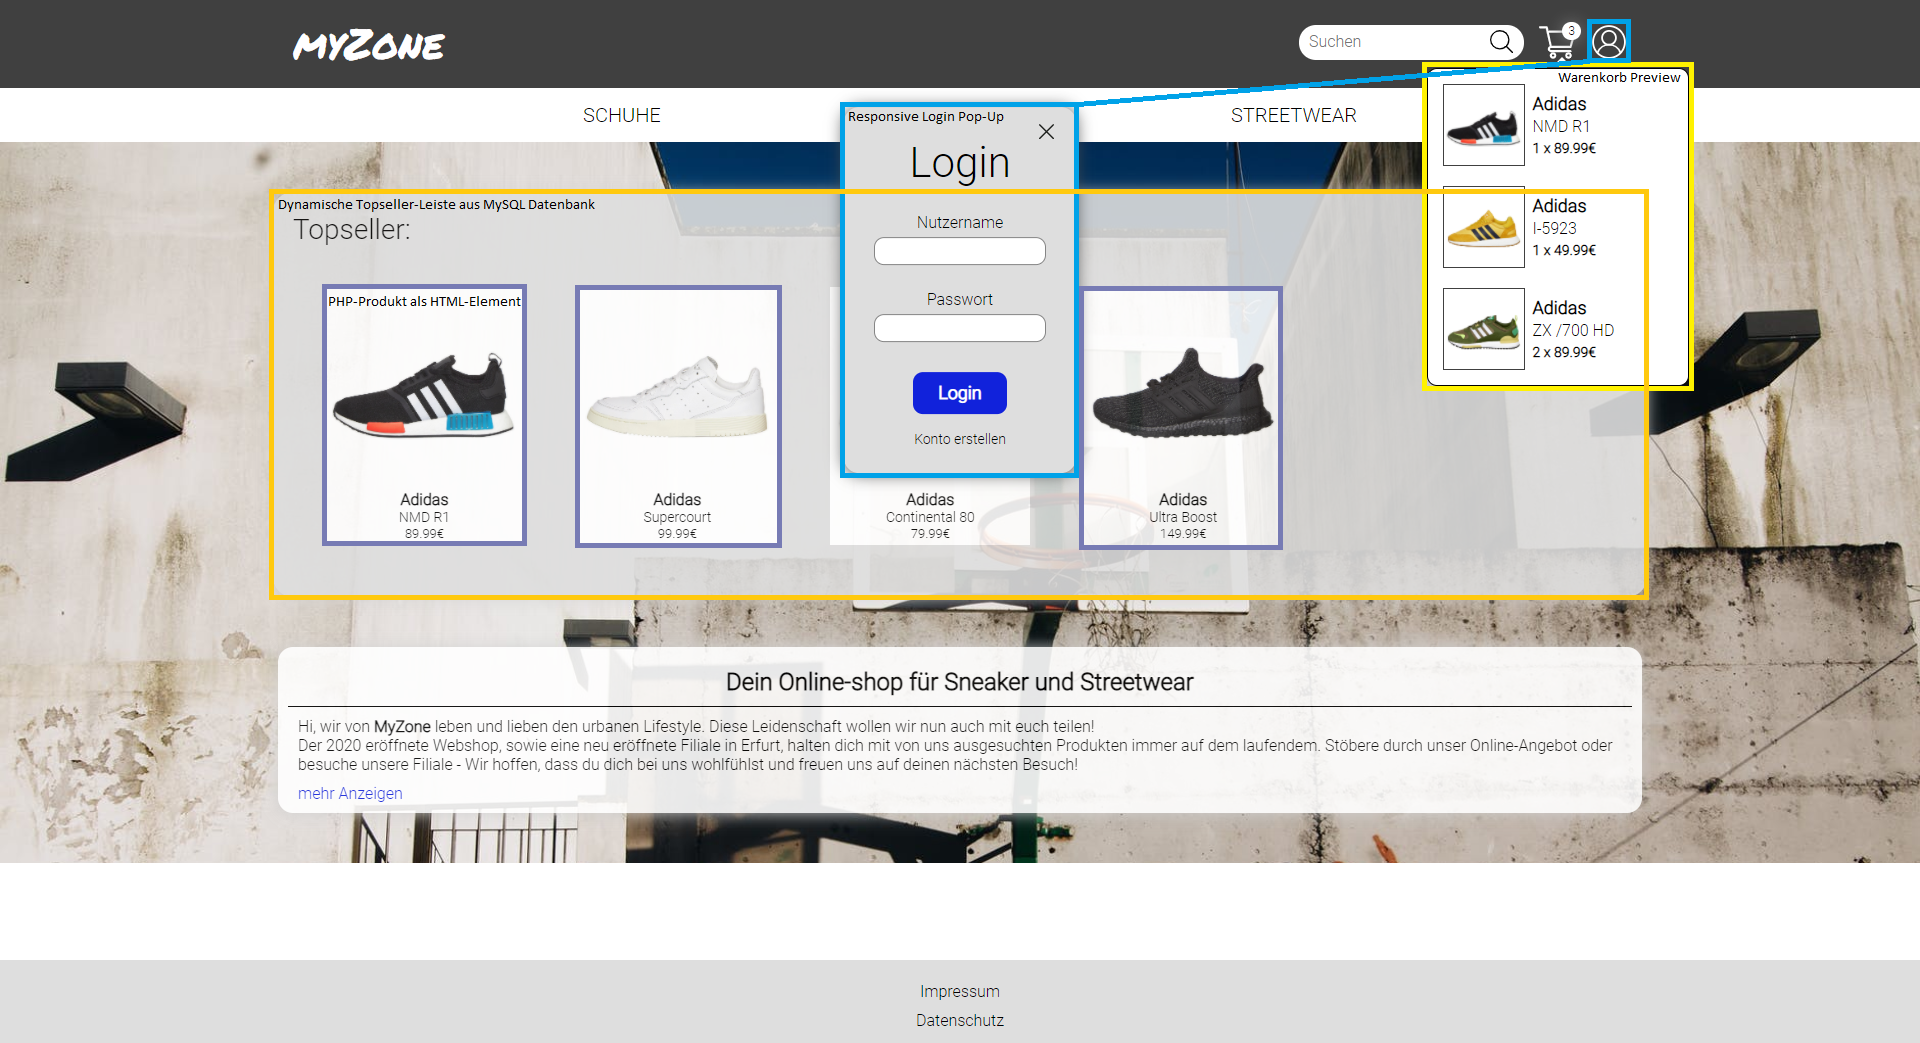 MYZONE
Suchen
3
Warenkorb Preview
SCHUHE
STREETWEAR
Adidas
NMD R1
1 x 89.99€
Adidas
I-5923
1 x 49.99€
Adidas
ZX /700 HD
2 x 89.99€
Responsive Login Pop-Up
Login
Nutzername
Passwort
Login
Konto erstellen
Dynamische Topseller-Leiste aus MySQL Datenbank
Topseller:
PHP-Produkt als HTML-Element
Adidas
NMD R1
89.99€
Adidas
Supercourt
99.99€
Adidas
Continental 80
79.99€
Adidas
Ultra Boost
149.99€
Dein Online-shop für Sneaker und Streetwear
Hi, wir von MyZone leben und lieben den urbanen Lifestyle. Diese Leidenschaft wollen wir nun auch mit euch teilen!
Der 2020 eröffnete Webshop, sowie eine neu eröffnete Filiale in Erfurt, halten dich mit von uns ausgesuchten Produkten immer auf dem laufendem. Stöbere durch unser Online-Angebot oder
besuche unsere Filiale - Wir hoffen, dass du dich bei uns wohlfühlst und freuen uns auf deinen nächsten Besuch!
mehr Anzeigen
Impressum
Datenschutz